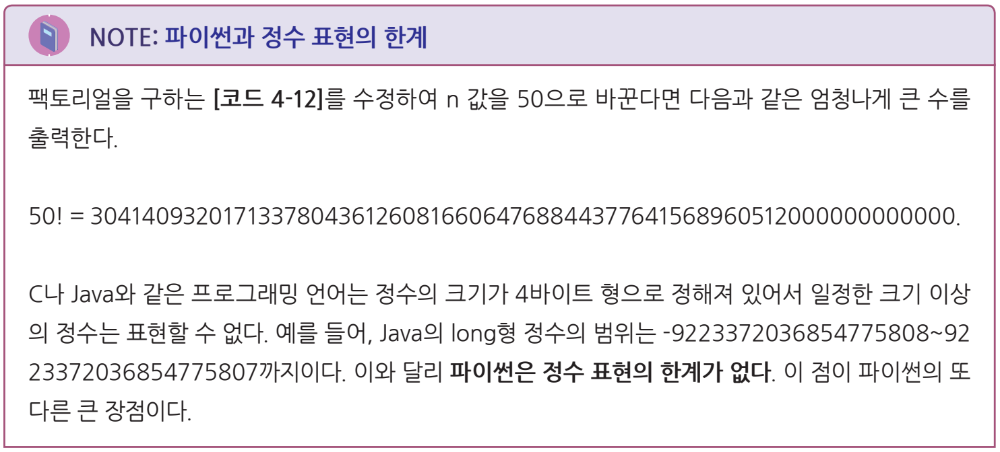 NOTE: 파이썬과 정수 표현의 한계
팩토리얼을 구하는 [코드 4-12]를 수정하여 n 값을 50으로 바꾼다면 다음과 같은 엄청나게 큰 수를
출력한다.
50! = 30414093201713378043612608166064768844377641568960512000000000000.
C나 Java와 같은 프로그래밍 언어는 정수의 크기가 4바이트 형으로 정해져 있어서 일정한 크기 이상
의 정수는 표현할 수 없다. 예를 들어, Java의 long형 정수의 범위는 -9223372036854775808~92
23372036854775807까지이다. 이와 달리 파이썬은 정수 표현의 한계가 없다. 이 점이 파이썬의 또
다른 큰 장점이다.